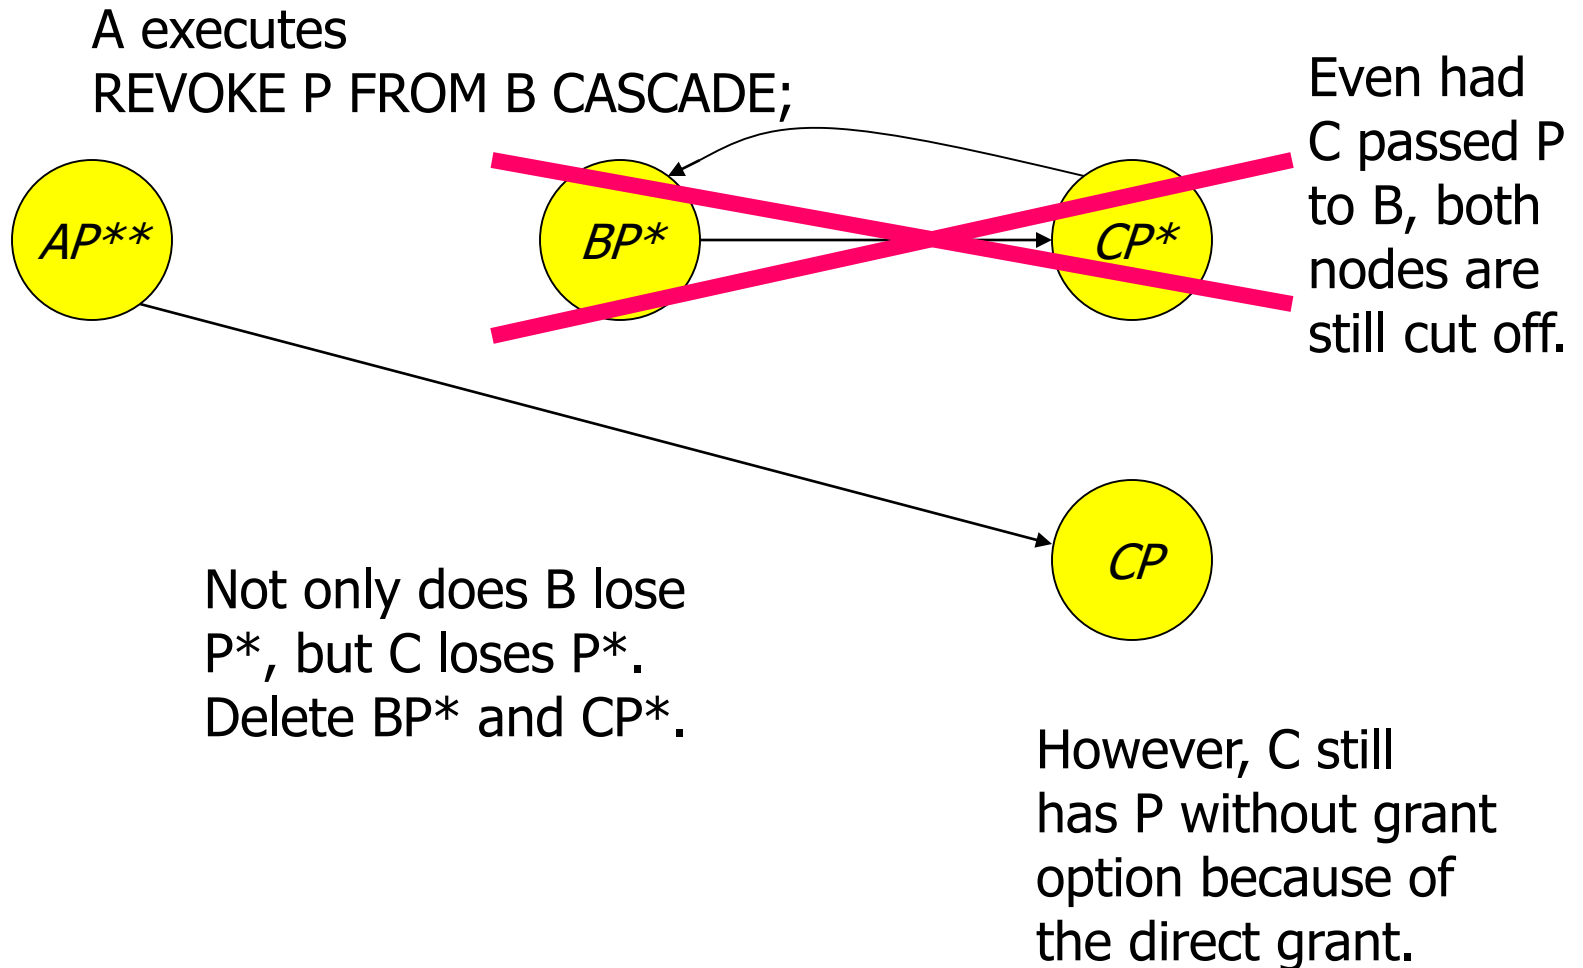 A executes
REVOKE P FROM B CASCADE;
Even had
C passed P
to B, both
nodes are
still cut off.
AP**
BP*
CP*
CP
Not only does B lose
P*, but C loses P*.
Delete BP* and CP*.
However, C still
has P without grant
option because of
the direct grant.